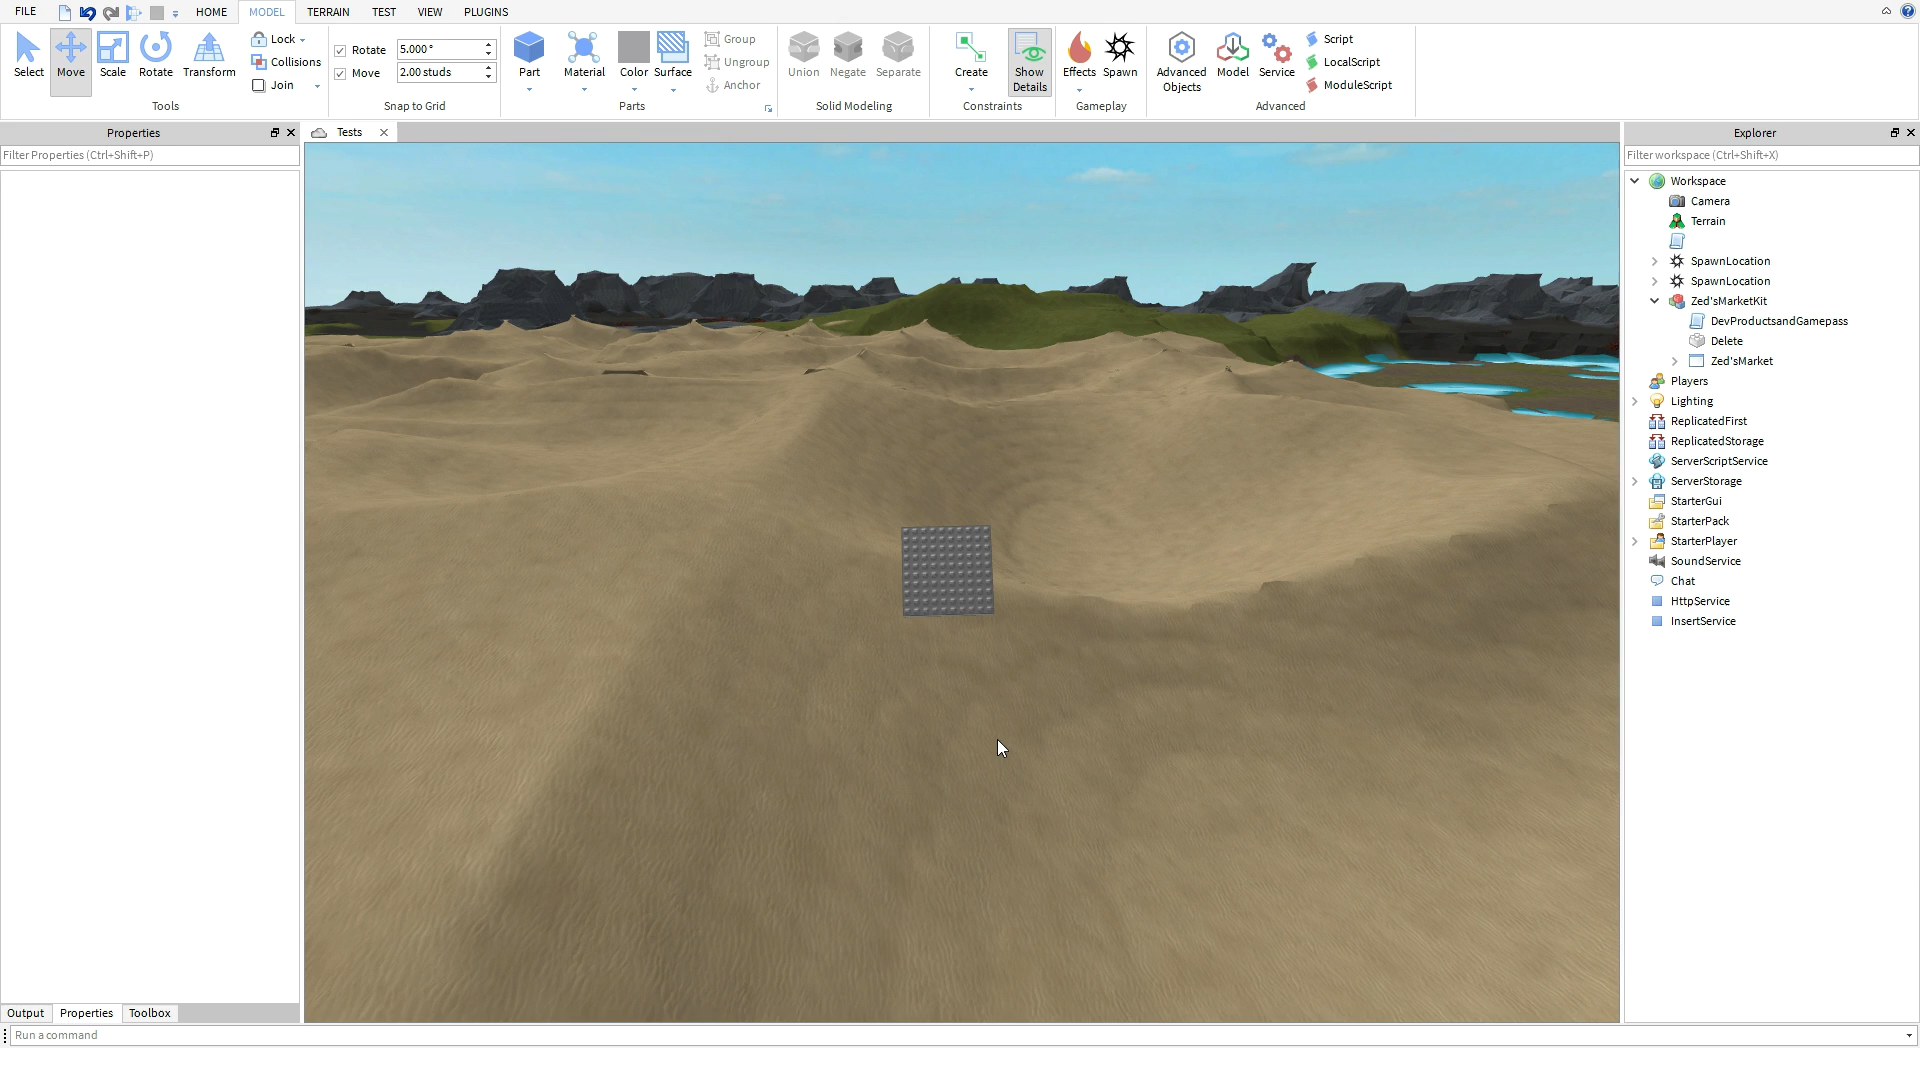 FILE HOME MODEL TERRAIN TEST VIEW PLUGINS
Select Move Scale Rotate Transform
Lock
Collisions
Join
Tools
Rotate 5.000°
Move 2.00 studs
Snap to Grid
Part Material Color Surface
Group
Ungroup
Anchor
Parts
Union Negate Separate
Solid Modeling
Create
Show
Details
Constraints
Effects Spawn
Gameplay
Advanced
Objects
Model Service
Script
LocalScript
ModuleScript
Advanced
Properties
Filter Properties (Ctrl+Shift+P)
Tests
Explorer
Filter workspace (Ctrl+Shift+X)
Workspace
Camera
Terrain
SpawnLocation
SpawnLocation
Zed'sMarketKit
DevProductsandGamepass
Delete
Zed'sMarket
Players
Lighting
ReplicatedFirst
ReplicatedStorage
ServerScriptService
ServerStorage
StarterGui
StarterPack
StarterPlayer
SoundService
Chat
HttpService
InsertService
Output Properties Toolbox
Run a command